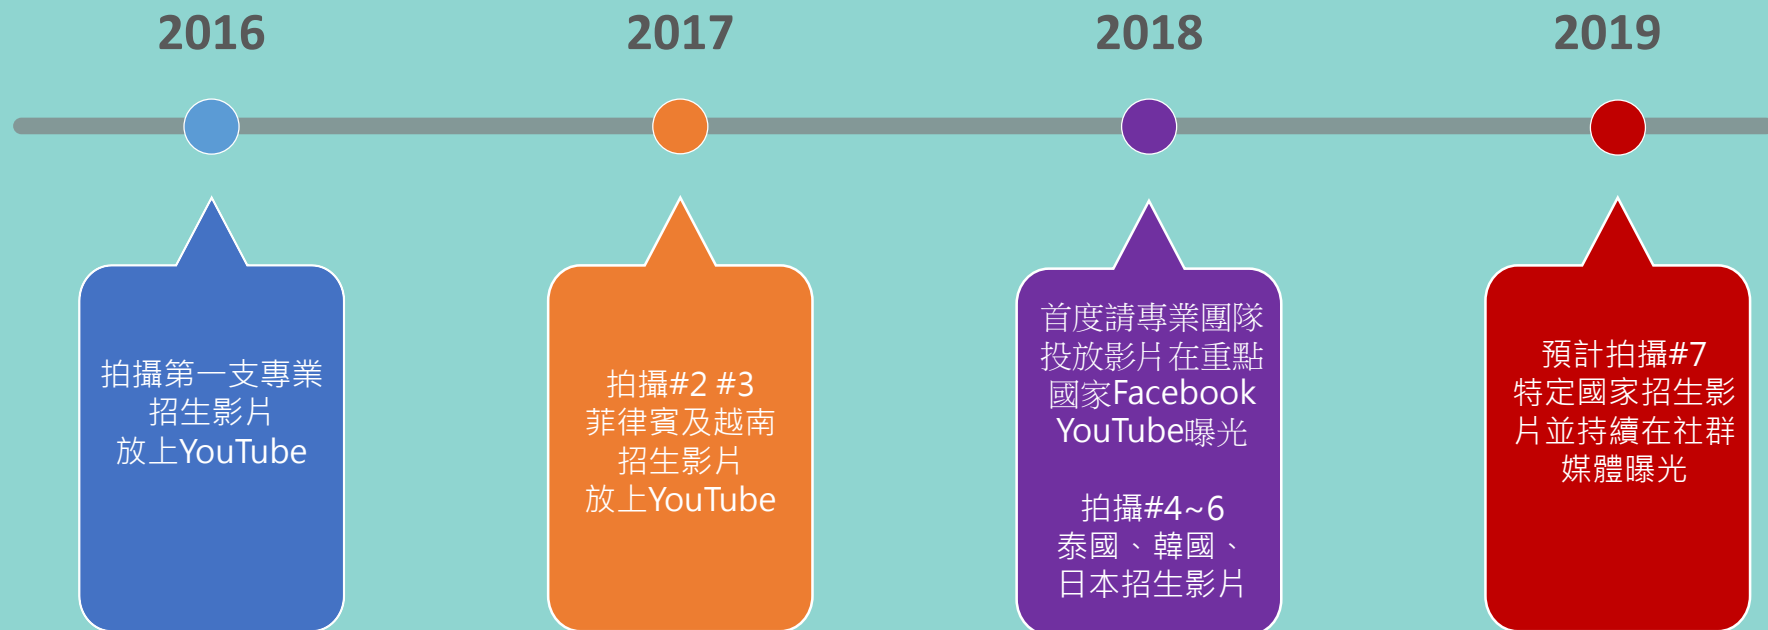 2016
2017
2018
2019
拍攝第一支專業
招生影片
放上YouTube
拍攝#2 #3
菲律賓及越南
招生影片
放上YouTube
首度請專業團隊
投放影片在重點
國家Facebook
YouTube曝光
拍攝#4~6
泰國、韓國、
日本招生影片
預計拍攝#7
特定國家招生影
片並持續在社群
媒體曝光